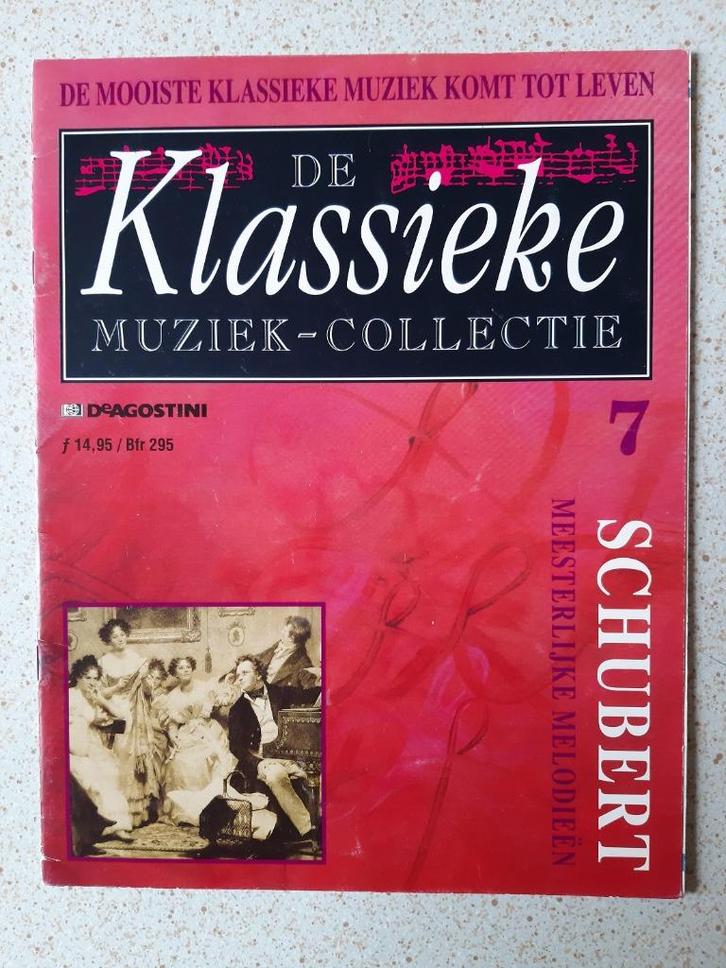 DE MOOISTE KLASSIEKE MUZIEK KOMT TOT LEVEN
DE
Klassieke
MUZIEK-COLLECTIE
DeAGOSTINI
ƒ 14,95 / Bfr 295
7
SCHUBERT
MEESTERLIJKE MELODIEËN